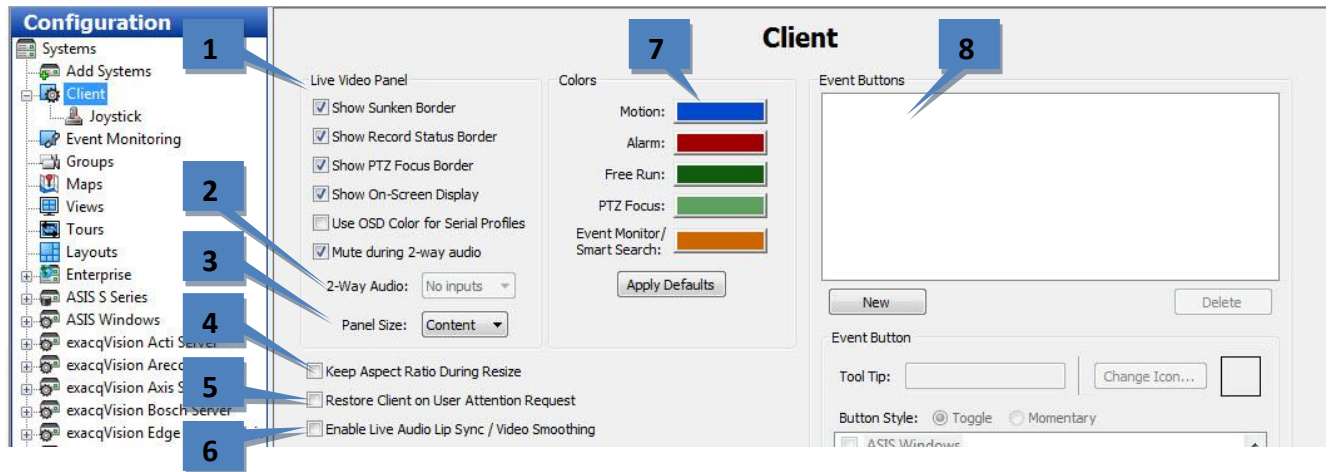 Configuration
Systems
Add Systems
Client
Joystick
Event Monitoring
Groups
Maps
Views
Tours
Layouts
Enterprise
ASIS S Series
ASIS Windows
exacqVision Acti Server
exacqVision
exacqVision Axis S
exacqVision Bosch Server
exacqVision Edge
1
2
3
4
5
6
7
8
Client
Live Video Panel
Show Sunken Border
Show Record Status Border
Show PTZ Focus Border
Show On-Screen Display
Use OSD Color for Serial Profiles
Mute during 2-way audio
2-Way Audio: No inputs
Panel Size: Content
Keep Aspect Ratio During Resize
Restore Client on User Attention Request
Enable Live Audio Lip Sync / Video Smoothing
Colors
Motion:
Alarm:
Free Run:
PTZ Focus:
Event Monitor/
Smart Search:
Apply Defaults
Event Buttons
New Delete
Event Button
Tool Tip: Change Icon...
Button Style: Toggle Momentary
ASIS Windows